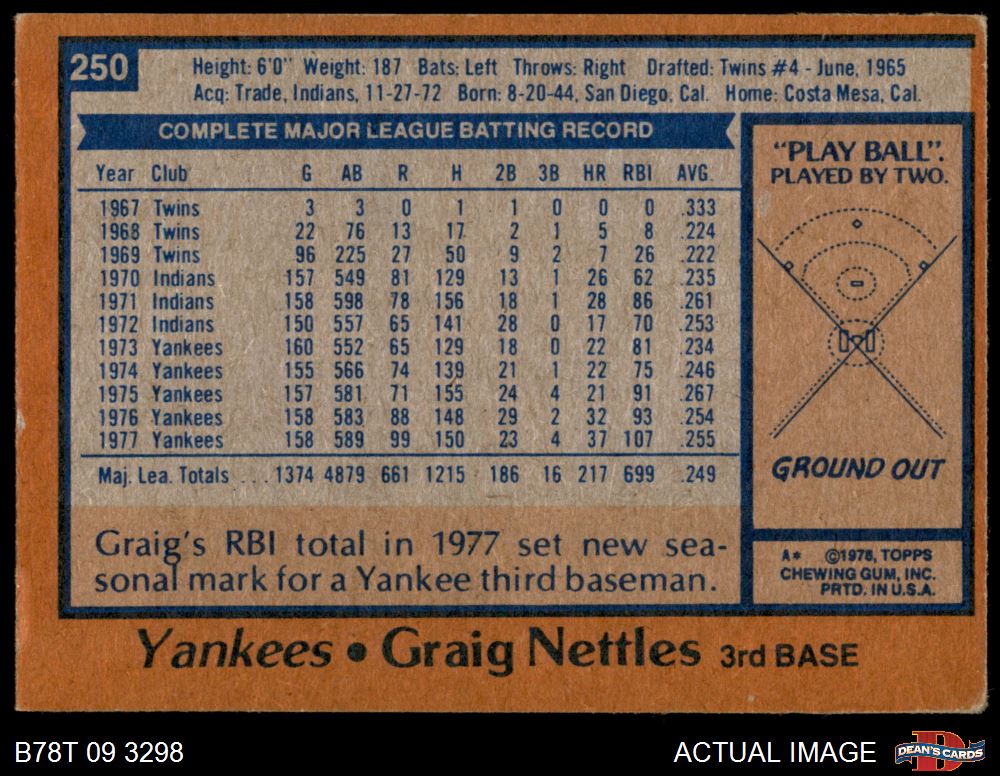 250
Height: 6'0" Weight: 187 Bats: Left Throws: Right Drafted: Twins #4 - June, 1965
Acq: Trade, Indians, 11-27-72 Born: 8-20-44, San Diego, Cal. Home: Costa Mesa, Cal.
COMPLETE MAJOR LEAGUE BATTING RECORD
Year Club G AB R H 2B 3B HR RBI AVG.
1967 Twins 3 3 0 1 1 0 0 0 .333
1968 Twins 22 76 13 17 2 1 5 8 .224
1969 Twins 96 225 27 50 9 2 7 26 .222
1970 Indians 157 549 81 129 13 1 26 62 .235
1971 Indians 158 598 78 156 18 1 28 86 .261
1972 Indians 150 557 65 141 28 0 17 70 .253
1973 Yankees 160 552 65 129 18 0 22 81 .234
1974 Yankees 155 566 74 139 21 1 22 75 .246
1975 Yankees 157 581 71 155 24 4 21 91 .267
1976 Yankees 158 583 88 148 29 2 32 93 .254
1977 Yankees 158 589 99 150 23 4 37 107 .255
Maj. Lea. Totals ... 1374 4879 661 1215 186 16 217 699 .249
Graig's RBI total in 1977 set new sea-
sonal mark for a Yankee third baseman.
"PLAY BALL".
PLAYED BY TWO.
GROUND OUT
A* ©1978, TOPPS
CHEWING GUM, INC.
PRTD. IN U.S.A.
Yankees • Graig Nettles 3rd BASE
B78T 09 3298
ACTUAL IMAGE
D
DEAN'S CARDS